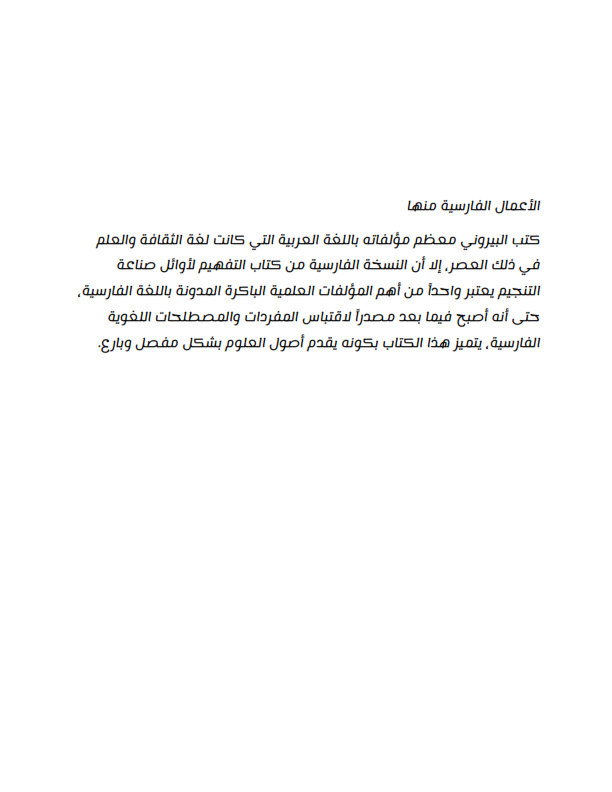 الأعمال الفارسية منها
كتب البيروني معظم مؤلفاته باللغة العربية التي كانت لغة الثقافة والعلم
في ذلك العصر، إلا أن النسخة الفارسية من كتاب التفهيم لأوائل صناعة
التنجيم يعتبر واحداً من أهم المؤلفات العلمية الباكرة المدونة باللغة الفارسية،
حتى أنه أصبح فيما بعد مصدراً لاقتباس المفردات والمصطلحات اللغوية
الفارسية، يتميز هذا الكتاب بكونه يقدم أصول العلوم بشكل مفصل وبارع.